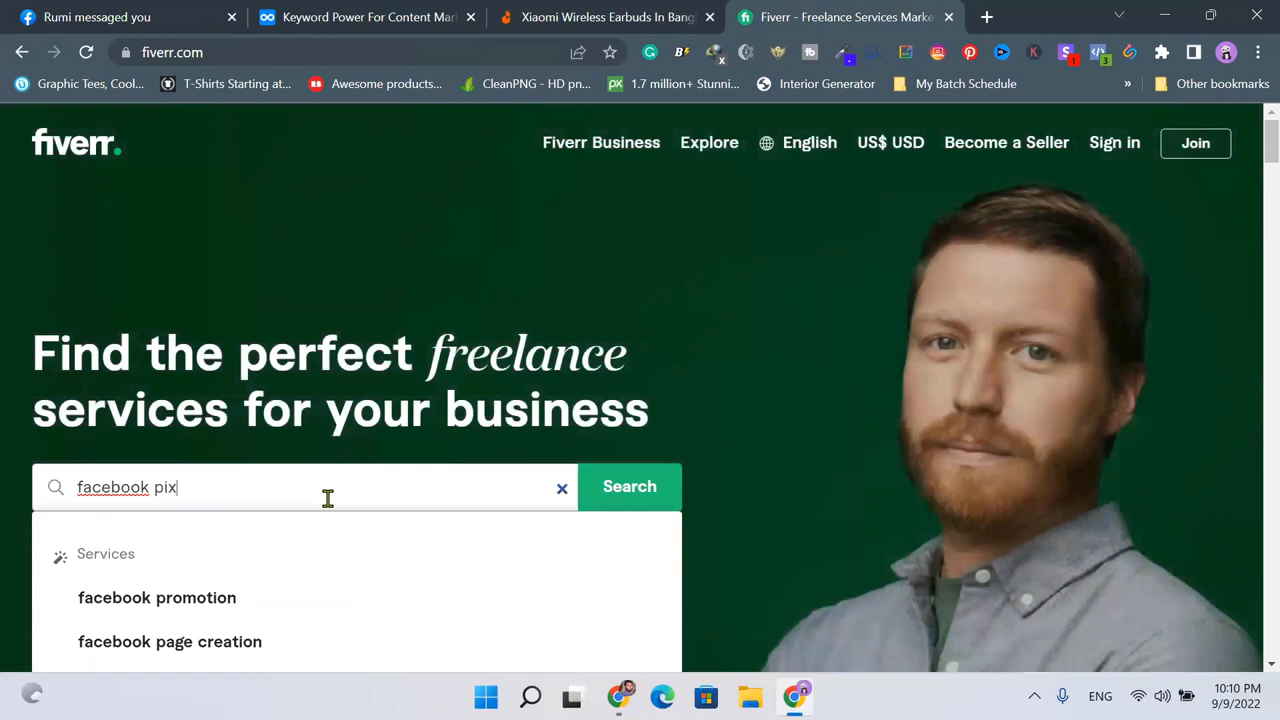 Rumi messaged you
Keyword Power For Content Mar
Xiaomi Wireless Earbuds In Bang
Fiverr - Freelance Services Marke
fiverr.com
Graphic Tees, Cool...
T-Shirts Starting at...
Awesome products...
CleanPNG - HD pn...
1.7 million+ Stunni...
Interior Generator
My Batch Schedule
»
Other bookmarks
fiverr.
Fiverr Business
Explore
English
US$ USD
Become a Seller
Sign in
Join
Find the perfect freelance
services for your business
facebook pix
Search
Services
facebook promotion
facebook page creation
ENG
10:10 PM
9/9/2022